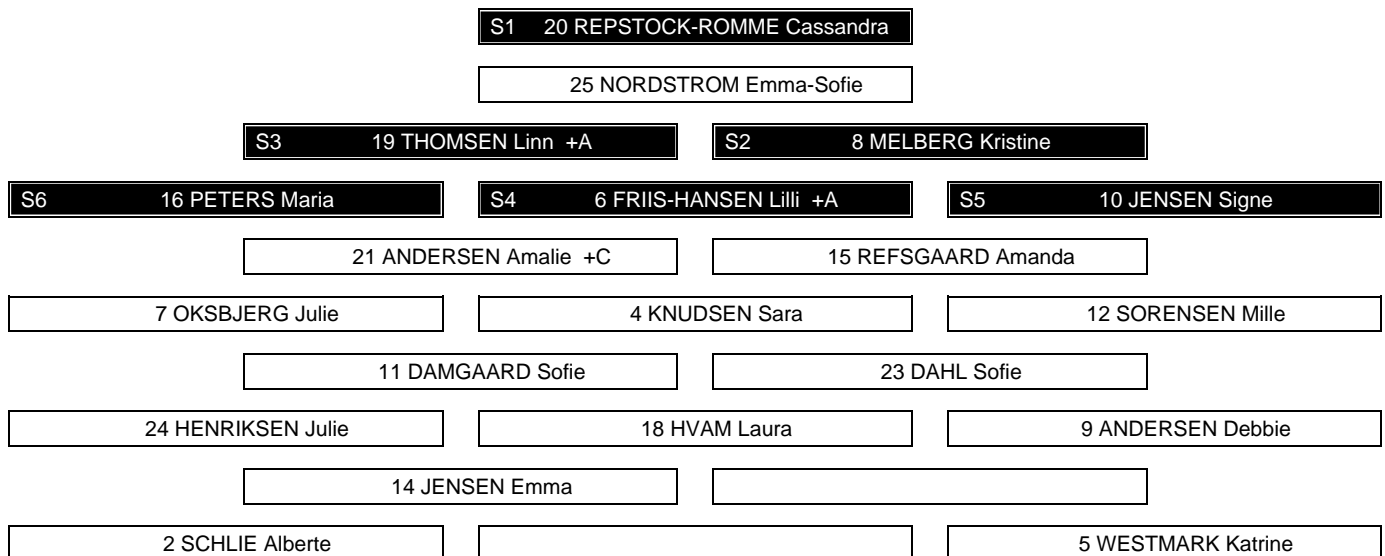 S1 20 REPSTOCK-ROMME Cassandra
25 NORDSTROM Emma-Sofie
S3 19 THOMSEN Linn +A
S2 8 MELBERG Kristine
S6 16 PETERS Maria
S4 6 FRIIS-HANSEN Lilli +A
S5 10 JENSEN Signe
21 ANDERSEN Amalie +C
15 REFSGAARD Amanda
7 OKSBJERG Julie
4 KNUDSEN Sara
12 SORENSEN Mille
11 DAMGAARD Sofie
23 DAHL Sofie
24 HENRIKSEN Julie
18 HVAM Laura
9 ANDERSEN Debbie
14 JENSEN Emma
2 SCHLIE Alberte
5 WESTMARK Katrine